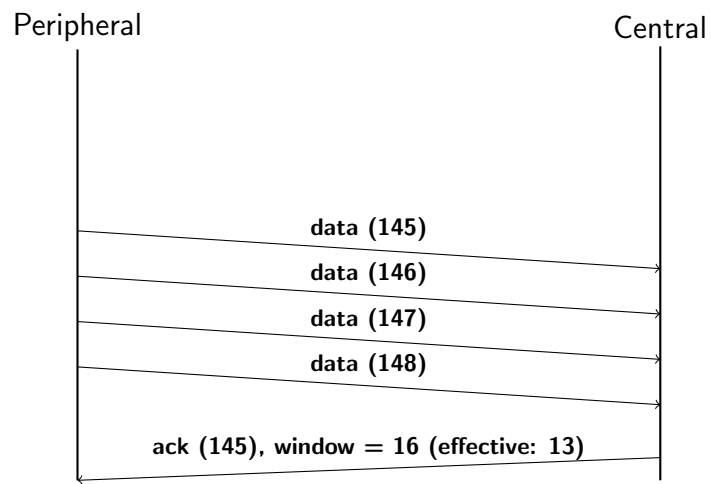 Peripheral
Central
data (145)
data (146)
data (147)
data (148)
ack (145), window = 16 (effective: 13)